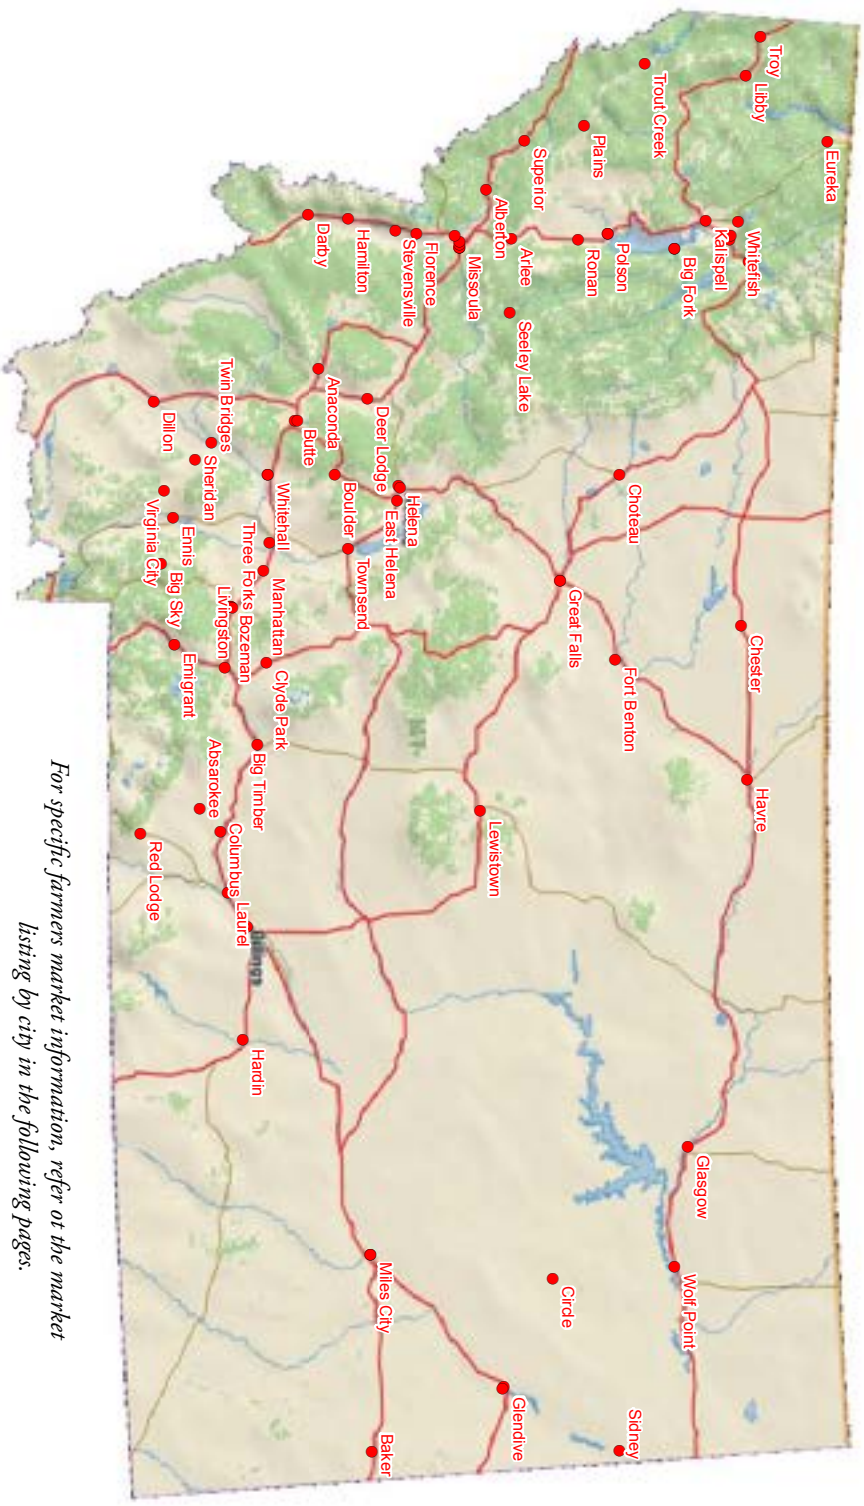 Troy
Libby
Eureka
Trout Creek
Plains
Superior
Alberton
Whitefish
Kalispell
Big Fork
Polson
Ronan
Arlee
Missoula
Florence
Stevensville
Hamilton
Darby
Seeley Lake
Choteau
Chester
Havre
Great Falls
Fort Benton
Lewistown
Deer Lodge
Anaconda
Butte
Helena
East Helena
Boulder
Townsend
Whitehall
Three Forks
Manhattan
Bozeman
Livingston
Clyde Park
Twin Bridges
Sheridan
Dillon
Virginia City
Ennis
Big Sky
Emigrant
Big Timber
Absarokee
Columbus
Laurel
Billings
Red Lodge
Hardin
Glasgow
Wolf Point
Circle
Sidney
Glendive
Miles City
Baker
For specific farmers market information, refer ot the market
listing by city in the following pages.